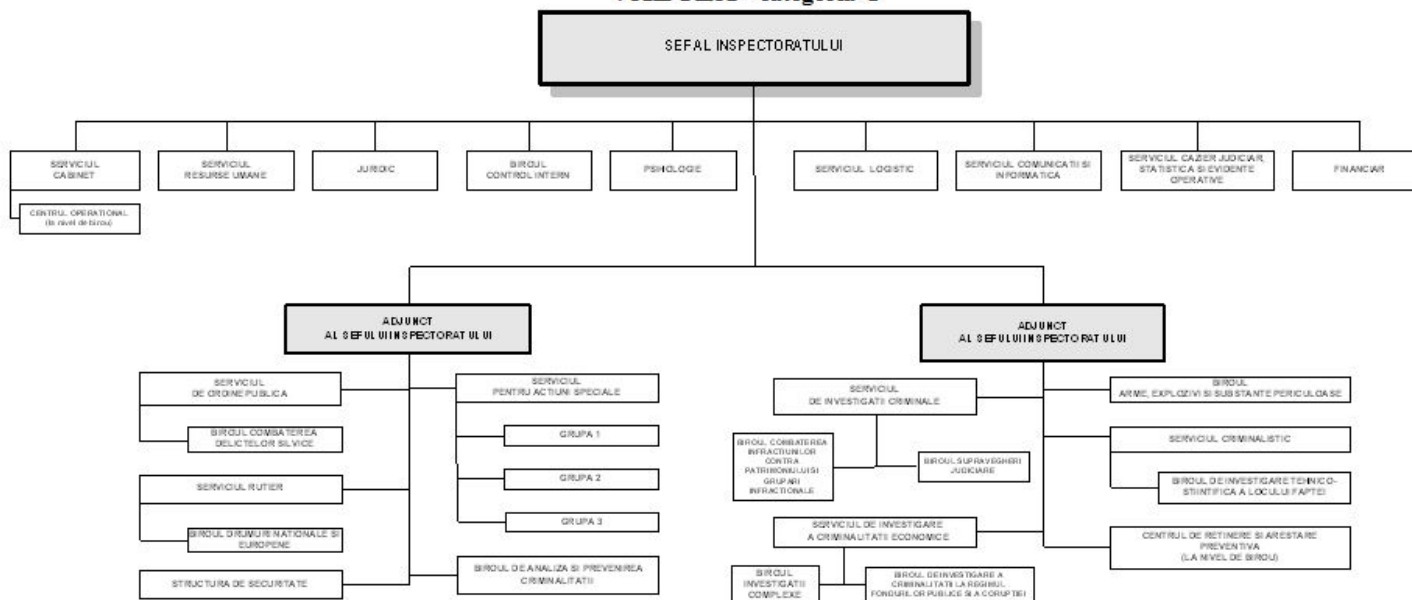 SEF AL INSPECTORATULUI
SERVICIUL
CABINET
SERVICIUL
RESURSE UMANE
JURIDIC
BIROUL
CONTROL INTERN
PSIHOLOGIE
SERVICIUL LOGISTIC
SERVICIUL COMUNICATII SI
INFORMATICA
SERVICIUL CAZIER JUDICIAR,
STATISTICA SI EVIDENTE
OPERATIVE
FINANCIAR
CENTRUL OPERATIONAL
(la nivel de birou)
ADJUNCT
AL SEFULUI INSPECTORATULUI
ADJUNCT
AL SEFULUI INSPECTORATULUI
SERVICIUL
DE ORDINE PUBLICA
BIROUL COMBATEREA
DELICTELOR SILVICE
SERVICIUL RUTIER
BIROUL DRUMURI NATIONALE SI
EUROPENE
STRUCTURA DE SECURITATE
SERVICIUL
PENTRU ACTIUNI SPECIALE
GRUPA 1
GRUPA 2
GRUPA 3
BIROUL DE ANALIZA SI PREVENIREA
CRIMINALITATII
SERVICIUL
DE INVESTIGATII CRIMINALE
BIROUL COMBATEREA
INFRACTIUNILOR
CONTRA
PATRIMONIULUI SI
GRUPARI
INFRACTIONALE
BIROUL SUPRAVEGHERI
JUDICIARE
SERVICIUL DE INVESTIGARE
A CRIMINALITATII ECONOMICE
BIROUL
INVESTIGATII
COMPLEXE
BIROUL DE INVESTIGARE A
CRIMINALITATII LA REGIMUL
FONDURILOR PUBLICE SI A CORUPTIEI
BIROUL
ARME, EXPLOZIVI SI SUBSTANTE PERICULOASE
SERVICIUL CRIMINALISTIC
BIROUL DE INVESTIGARE TEHNICO-
STIINTIFICA A LOCULUI FAPTEI
CENTRUL DE RETINERE SI ARESTARE
PREVENTIVA
(LA NIVEL DE BIROU)